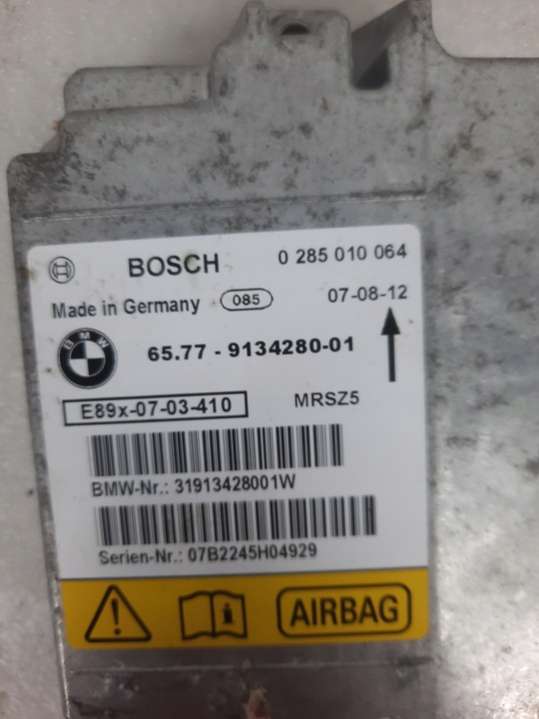 BOSCH 0 285 010 064
Made in Germany 085 07-08-12
BMW
65.77 - 9134280-01
E89x-07-03-410 MRSZ5
BMW-Nr.: 31913428001W
Serien-Nr.: 07B2245H04929
AIRBAG